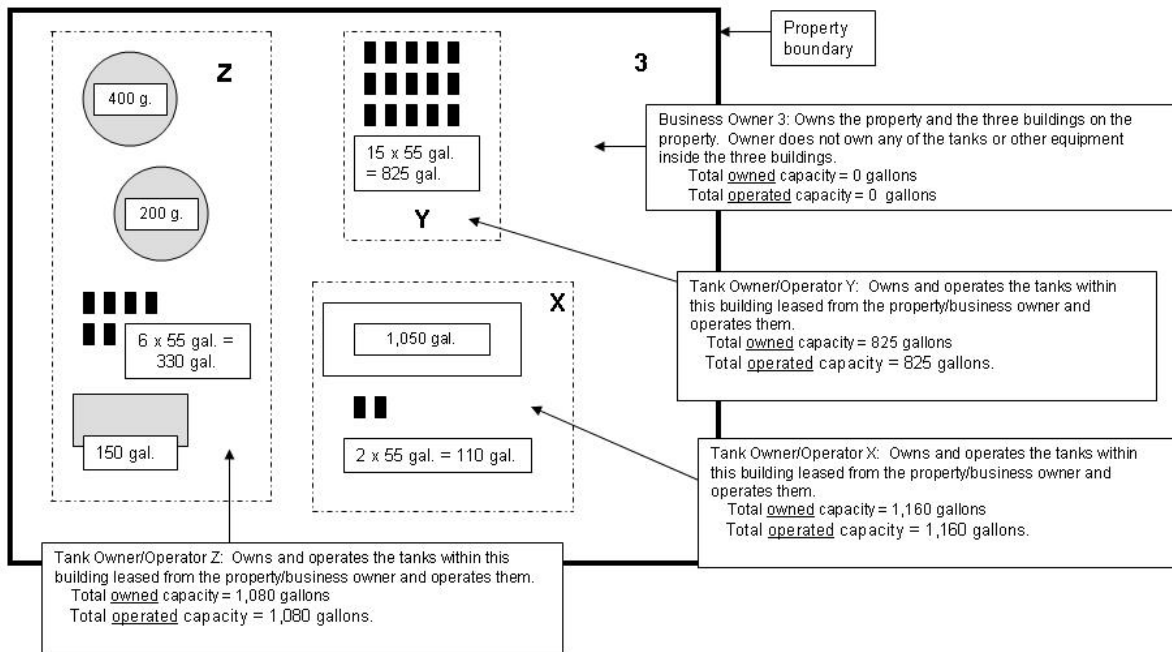 Z
400 g.
200 g.
6 x 55 gal. =
330 gal.
150 gal.
15 x 55 gal.
= 825 gal.
Y
3
X
1,050 gal.
2 x 55 gal. = 110 gal.
Property
boundary
Business Owner 3: Owns the property and the three buildings on the
property. Owner does not own any of the tanks or other equipment
inside the three buildings.
Total owned capacity = 0 gallons
Total operated capacity = 0 gallons
Tank Owner/Operator Y: Owns and operates the tanks within
this building leased from the property/business owner and
operates them.
Total owned capacity = 825 gallons
Total operated capacity = 825 gallons.
Tank Owner/Operator X: Owns and operates the tanks within
this building leased from the property/business owner and
operates them.
Total owned capacity = 1,160 gallons
Total operated capacity = 1,160 gallons.
Tank Owner/Operator Z: Owns and operates the tanks within this
building leased from the property/business owner and operates them.
Total owned capacity = 1,080 gallons
Total operated capacity = 1,080 gallons.